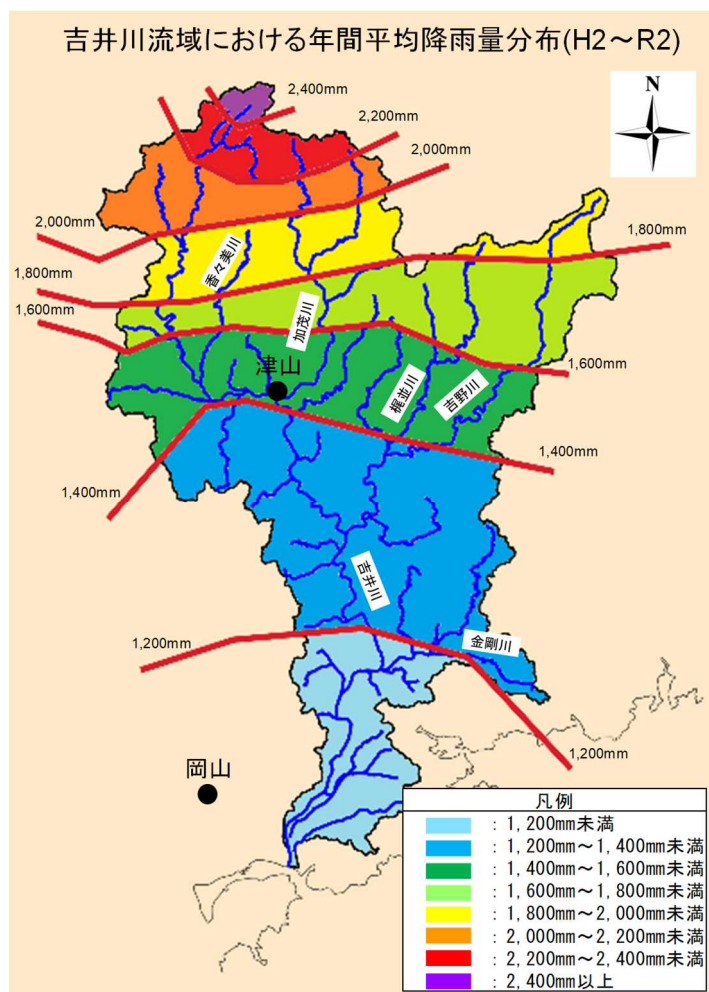 吉井川流域における年間平均降雨量分布(H2～R2)
N
2,400mm
2,200mm
2,000mm
2,000mm
1,800mm
1,800mm
1,600mm
1,600mm
香々美川
加茂川
津山
梶並川
吉野川
1,400mm
1,400mm
吉井川
金剛川
1,200mm
1,200mm
岡山
凡例
：1,200mm未満
：1,200mm～1,400mm未満
：1,400mm～1,600mm未満
：1,600mm～1,800mm未満
：1,800mm～2,000mm未満
：2,000mm～2,200mm未満
：2,200mm～2,400mm未満
：2,400mm以上